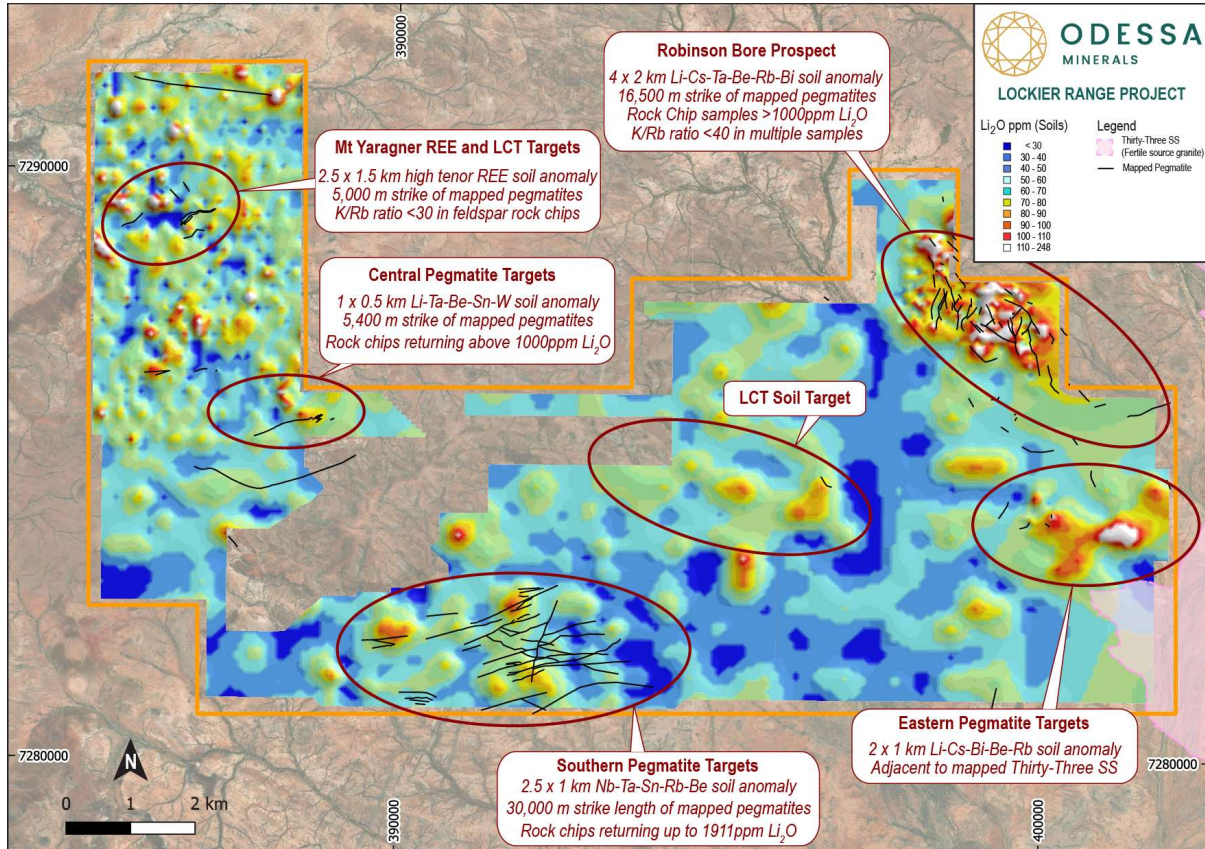 390000
7290000
Robinson Bore Prospect
4 x 2 km Li-Cs-Ta-Be-Rb-Bi soil anomaly
16,500 m strike of mapped pegmatites
Rock Chip samples >1000ppm Li₂O
K/Rb ratio <40 in multiple samples
ODESSA
MINERALS
LOCKIER RANGE PROJECT
Li₂O ppm (Soils)
< 30
30 - 40
40 - 50
50 - 60
60 - 70
70 - 80
80 - 90
90 - 100
100 - 110
110 - 248
Legend
Thirty-Three SS
(Fertile source granite)
Mapped Pegmatite
Mt Yaragner REE and LCT Targets
2.5 x 1.5 km high tenor REE soil anomaly
5,000 m strike of mapped pegmatites
K/Rb ratio <30 in feldspar rock chips
Central Pegmatite Targets
1 x 0.5 km Li-Ta-Be-Sn-W soil anomaly
5,400 m strike of mapped pegmatites
Rock chips returning above 1000ppm Li₂O
LCT Soil Target
Eastern Pegmatite Targets
2 x 1 km Li-Cs-Bi-Be-Rb soil anomaly
Adjacent to mapped Thirty-Three SS
Southern Pegmatite Targets
2.5 x 1 km Nb-Ta-Sn-Rb-Be soil anomaly
30,000 m strike length of mapped pegmatites
Rock chips returning up to 1911ppm Li₂O
7280000
7280000
N
0 1 2 km
390000
400000